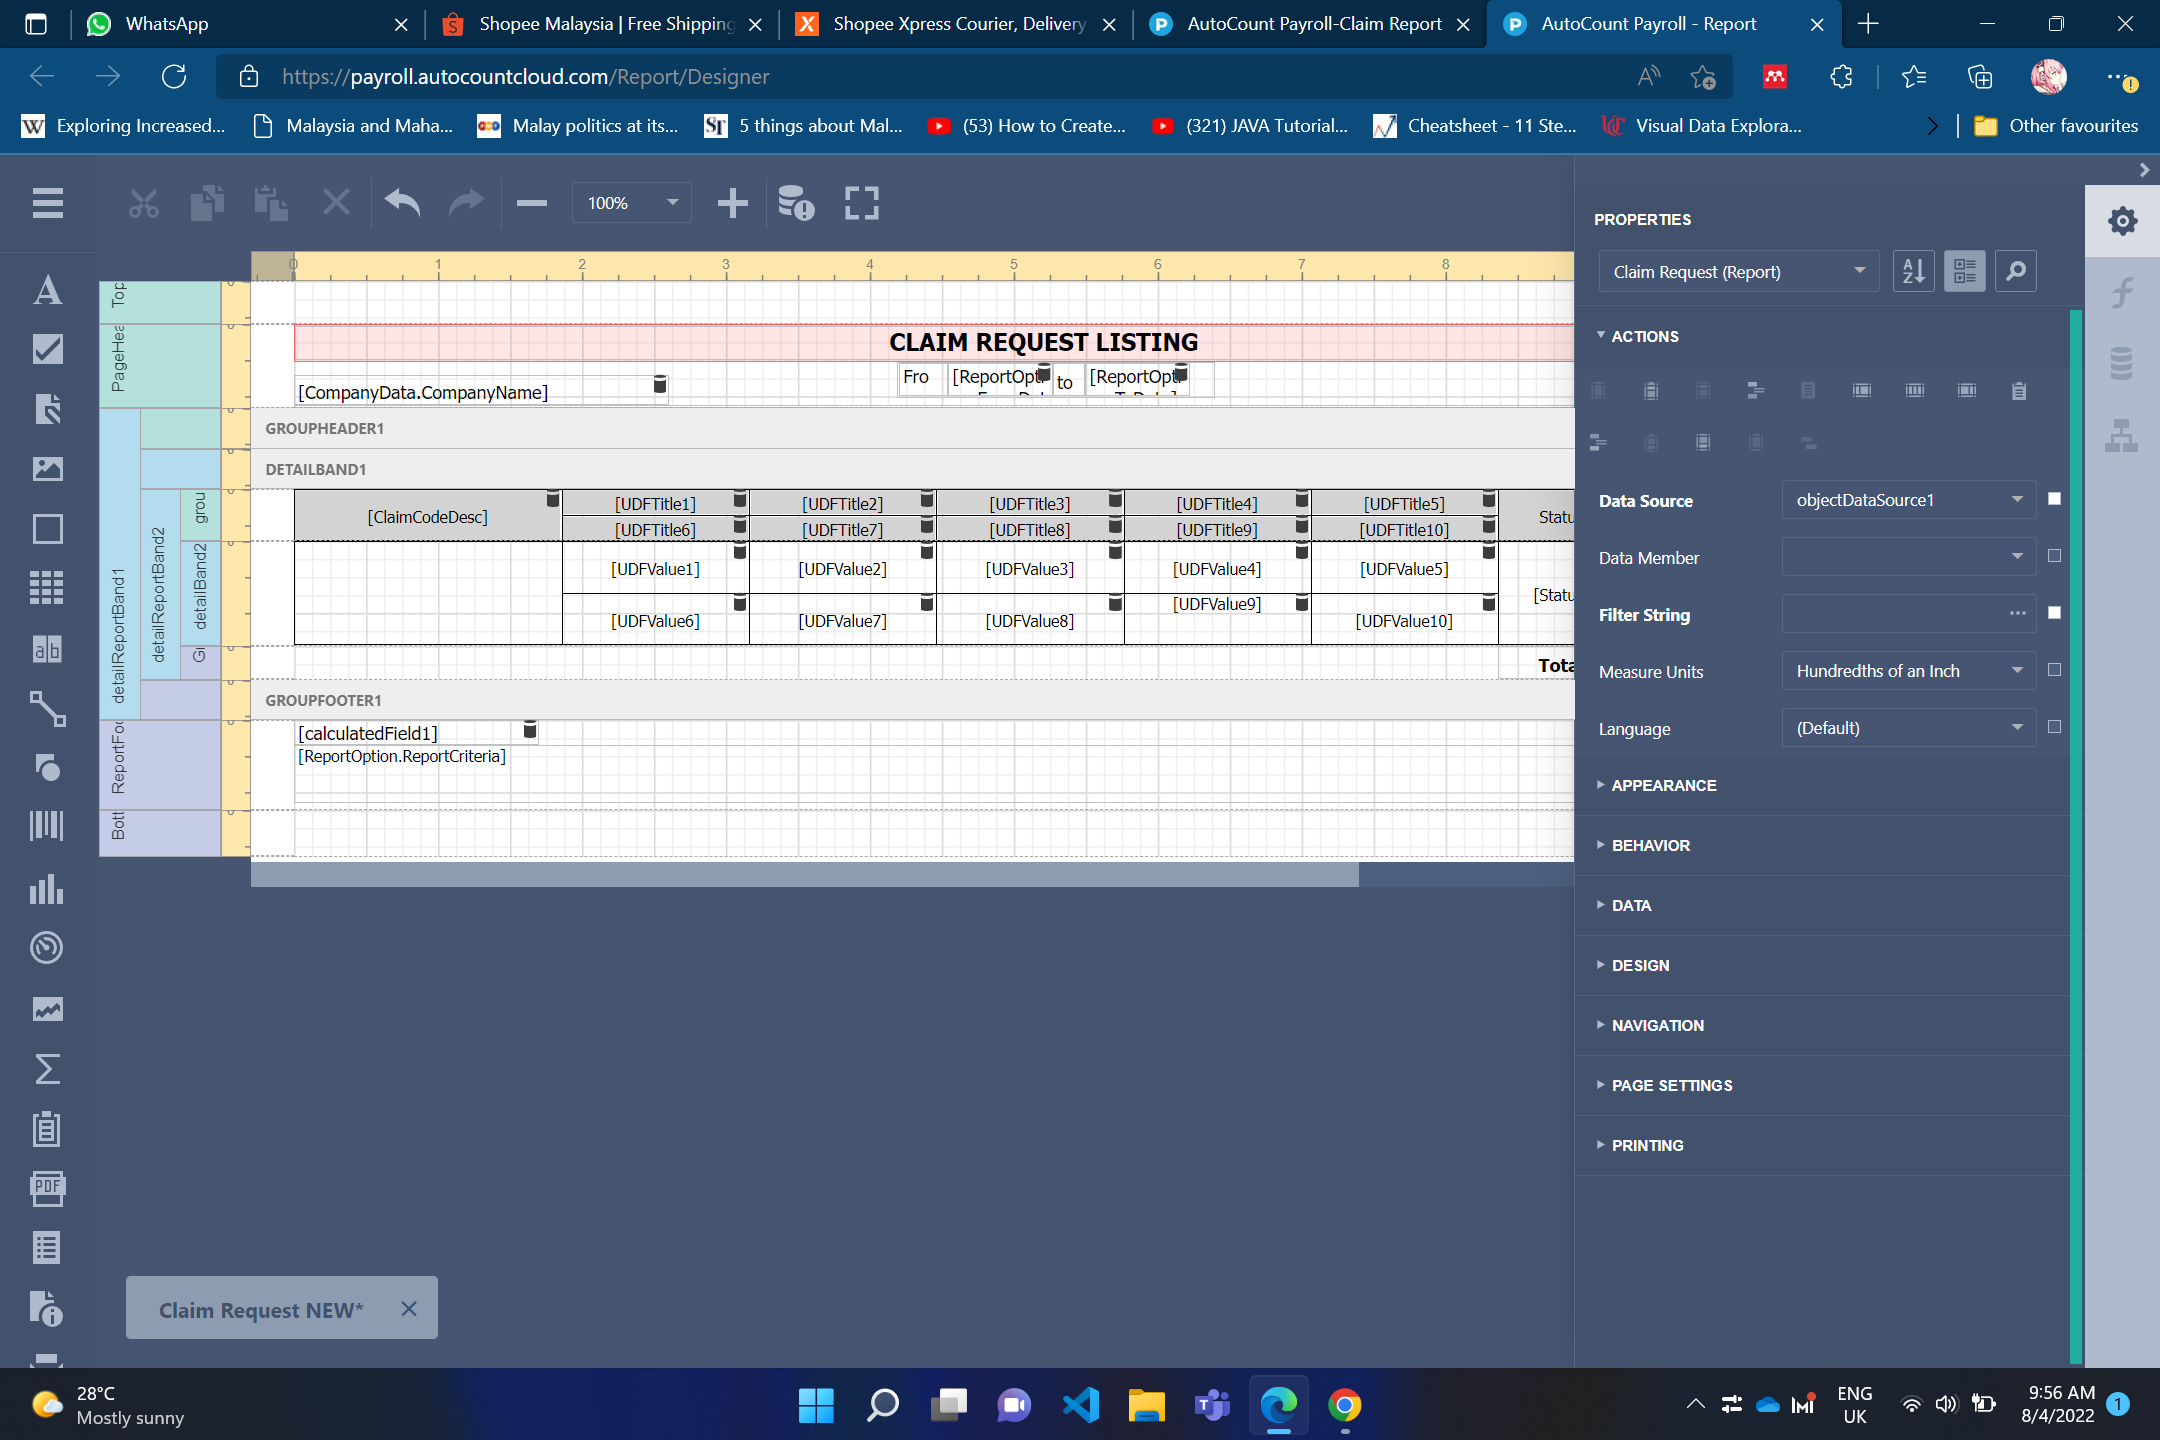 WhatsApp
Shopee Malaysia | Free Shipping
Shopee Xpress Courier, Delivery
AutoCount Payroll-Claim Report
AutoCount Payroll - Report
https://payroll.autocountcloud.com/Report/Designer
Exploring Increased...
Malaysia and Maha...
Malay politics at its...
5 things about Mal...
(53) How to Create...
(321) JAVA Tutorial...
Cheatsheet - 11 Ste...
Visual Data Explora...
Other favourites
100%
0 1 2 3 4 5 6 7 8
Top
PageHea
CLAIM REQUEST LISTING
[CompanyData.CompanyName]
Fro
[ReportOpti
to
[ReportOpti
GROUPHEADER1
DETAILBAND1
detailReportBand1
detailReportBand2
grou
detailBand2
[ClaimCodeDesc]
[UDFTitle1] [UDFTitle2] [UDFTitle3] [UDFTitle4] [UDFTitle5]
Statu
[UDFTitle6] [UDFTitle7] [UDFTitle8] [UDFTitle9] [UDFTitle10]
[UDFValue1] [UDFValue2] [UDFValue3] [UDFValue4] [UDFValue5]
[Statu
[UDFValue6] [UDFValue7] [UDFValue8] [UDFValue9] [UDFValue10]
Tota
GROUPFOOTER1
ReportFo
[calculatedField1]
[ReportOption.ReportCriteria]
Bott
PROPERTIES
Claim Request (Report)
ACTIONS
Data Source
objectDataSource1
Data Member
Filter String
Measure Units
Hundredths of an Inch
Language
(Default)
APPEARANCE
BEHAVIOR
DATA
DESIGN
NAVIGATION
PAGE SETTINGS
PRINTING
PDF
Claim Request NEW*
28°C
Mostly sunny
ENG
UK
9:56 AM
8/4/2022
1